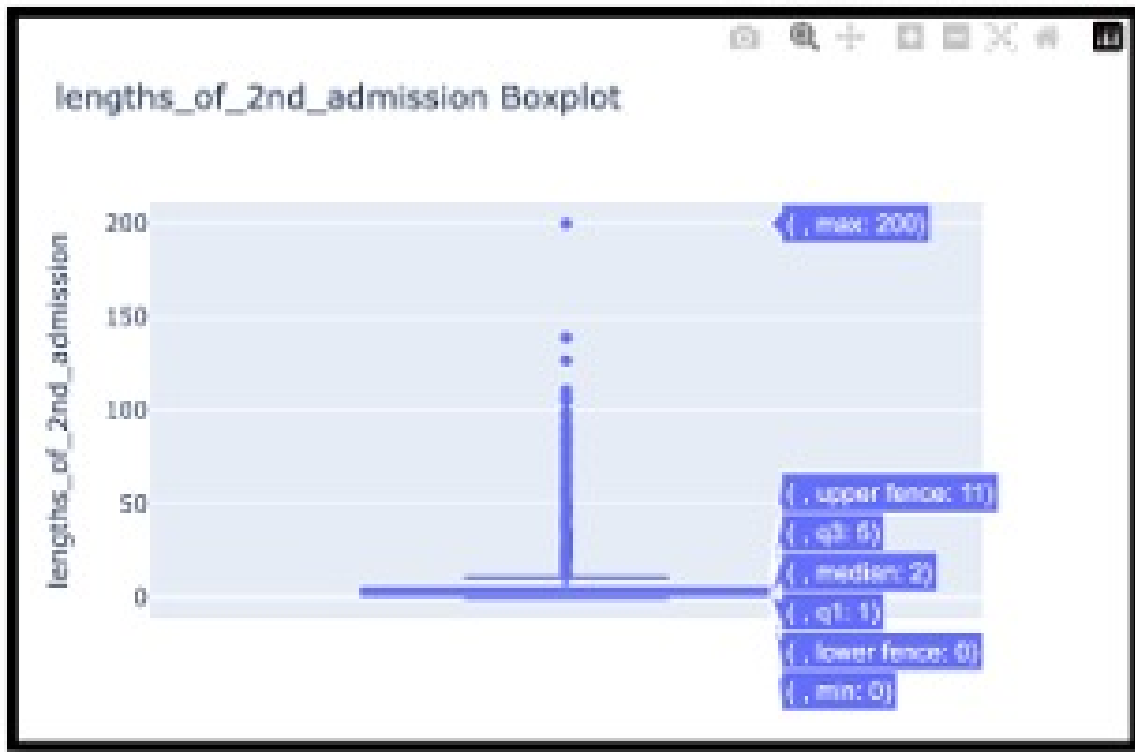 lengths_of_2nd_admission Boxplot
lengths_of_2nd_admission
200
150
100
50
0
( , max: 200)
( , upper fence: 11)
( , q3: 5)
( , median: 2)
( , q1: 1)
( , lower fence: 0)
( , min: 0)